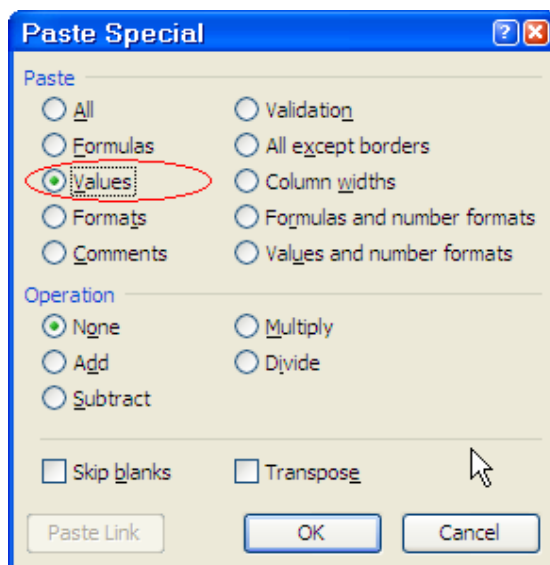 Paste Special
Paste
All
Validation
Formulas
All except borders
Values
Column widths
Formats
Formulas and number formats
Comments
Values and number formats
Operation
None
Multiply
Add
Divide
Subtract
Skip blanks
Transpose
Paste Link
OK
Cancel